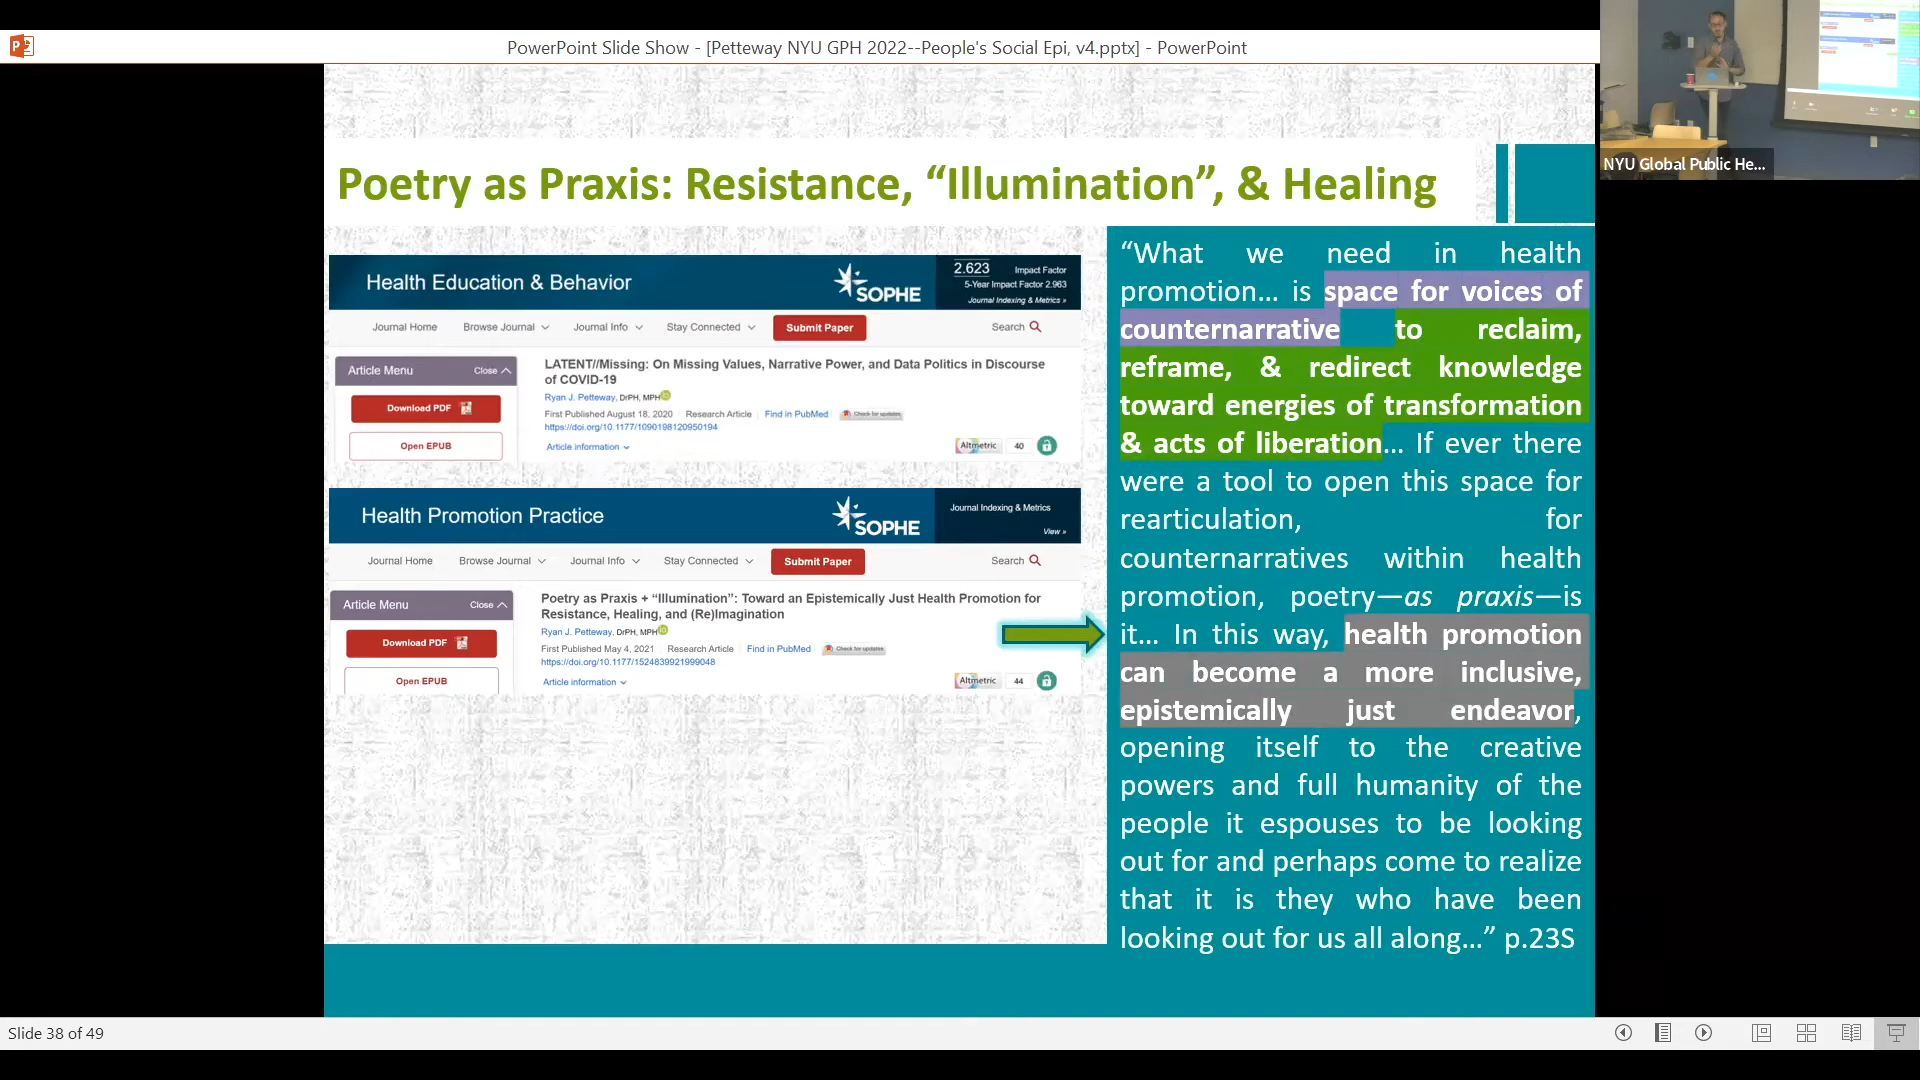 PowerPoint Slide Show - [Petteway NYU GPH 2022--People's Social Epi, v4.pptx] - PowerPoint
NYU Global Public He...
Poetry as Praxis: Resistance, “Illumination”, & Healing
Health Education & Behavior
SOPHE
2.623 Impact Factor
5-Year Impact Factor 2.963
Journal Indexing & Metrics »
Journal Home Browse Journal Journal Info Stay Connected Submit Paper Search
Article Menu Close
Download PDF
Open EPUB
LATENT//Missing: On Missing Values, Narrative Power, and Data Politics in Discourse
of COVID-19
Ryan J. Petteway, DrPH, MPH
First Published August 18, 2020 Research Article Find in PubMed Check for updates
https://doi.org/10.1177/1090198120950194
Article information
Altmetric 40
Health Promotion Practice
SOPHE
Journal Indexing & Metrics
View »
Journal Home Browse Journal Journal Info Stay Connected Submit Paper Search
Article Menu Close
Download PDF
Open EPUB
Poetry as Praxis + “Illumination”: Toward an Epistemically Just Health Promotion for
Resistance, Healing, and (Re)Imagination
Ryan J. Petteway, DrPH, MPH
First Published May 4, 2021 Research Article Find in PubMed Check for updates
https://doi.org/10.1177/1524839921999048
Article information
Altmetric 44
“What we need in health
promotion... is space for voices of
counternarrative to reclaim,
reframe, & redirect knowledge
toward energies of transformation
& acts of liberation... If ever there
were a tool to open this space for
rearticulation, for
counternarratives within health
promotion, poetry—as praxis—is
it... In this way, health promotion
can become a more inclusive,
epistemically just endeavor,
opening itself to the creative
powers and full humanity of the
people it espouses to be looking
out for and perhaps come to realize
that it is they who have been
looking out for us all along...” p.23S
Slide 38 of 49